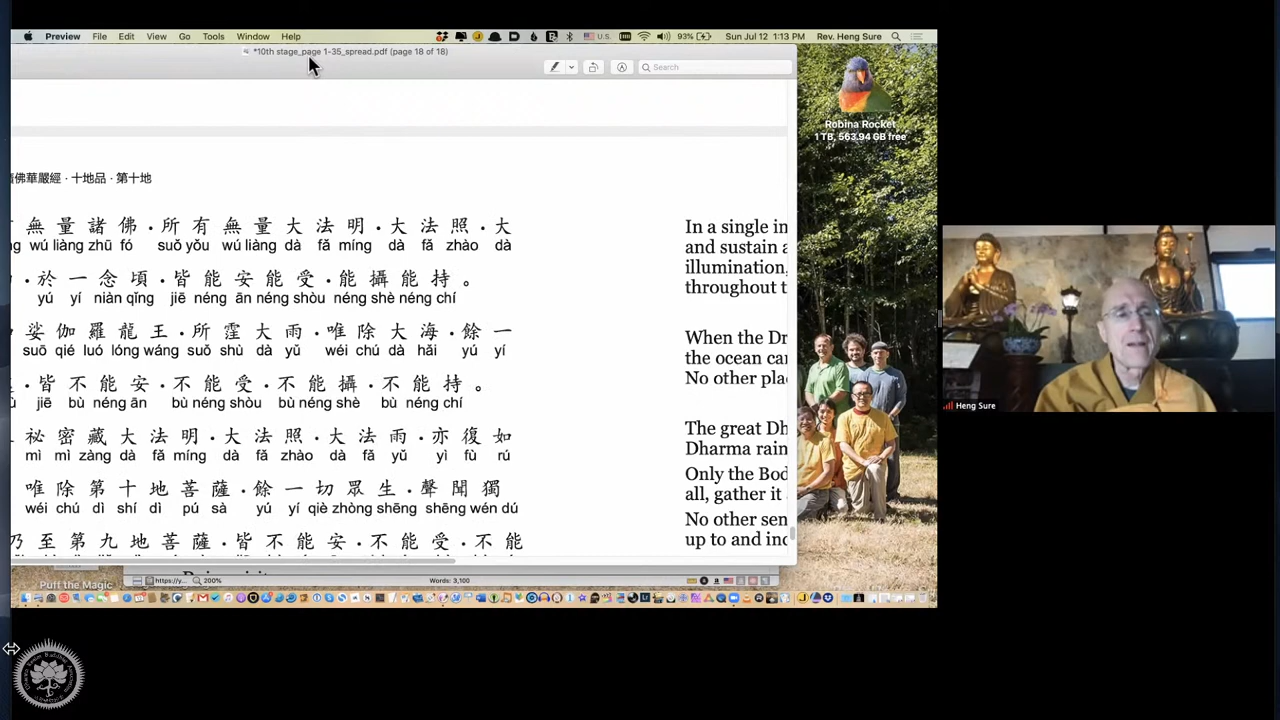 Preview File Edit View Go Tools Window Help
U.S. 93% Sun Jul 12 1:13 PM Rev. Heng Sure
*10th stage_page 1-35_spread.pdf (page 18 of 18)
Search
Robina Rocket
1 TB, 563.94 GB free
佛華嚴經 · 十地品 · 第十地
無量諸佛·所有無量大法明·大法照·大
wú liàng zhū fó suǒ yǒu wú liàng dà fǎ míng dà fǎ zhào dà
·於一念頃·皆能安能受·能攝能持。
yú yí niàn qǐng jiē néng ān néng shòu néng shè néng chí
娑伽羅龍王·所霔大雨·唯除大海·餘一
suō qié luó lóng wáng suǒ shù dà yǔ wéi chú dà hǎi yú yí
·皆不能安·不能受·不能攝·不能持。
jiē bù néng ān bù néng shòu bù néng shè bù néng chí
祕密藏大法明·大法照·大法雨·亦復如
mì mì zàng dà fǎ míng dà fǎ zhào dà fǎ yǔ yì fù rú
唯除第十地菩薩·餘一切眾生·聲聞獨
wéi chú dì shí dì pú sà yú yí qiè zhòng shēng shēng wén dú
乃至第九地菩薩·皆不能安·不能受·不能
In a single in
and sustain a
illumination,
throughout t
When the Dr
the ocean car
No other plac
The great Dh
Dharma rain
Only the Bod
all, gather it
No other sen
up to and inc
https://y... 200% Words: 3,100
Puff the Magic
Heng Sure